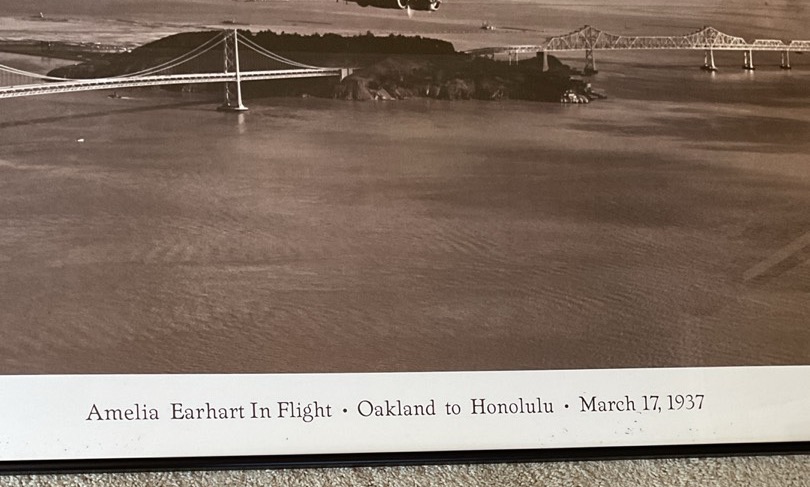 Amelia Earhart In Flight • Oakland to Honolulu • March 17, 1937